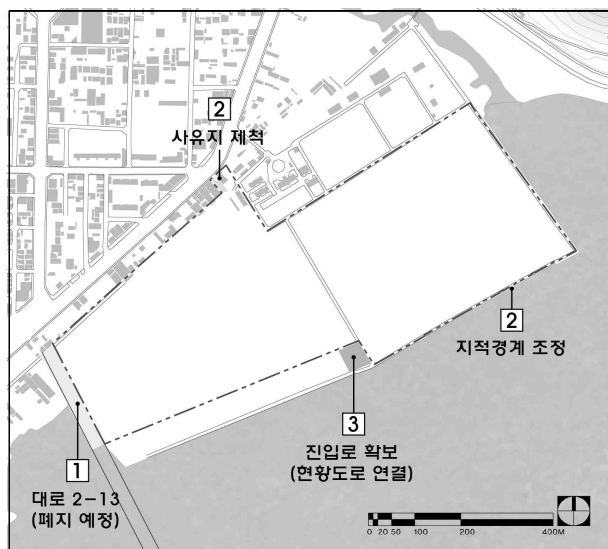 2
사유지 제척
2
지적경계 조정
3
진입로 확보
(현황도로 연결)
1
대로 2-13
(폐지 예정)
0 20 50 100 200 400M